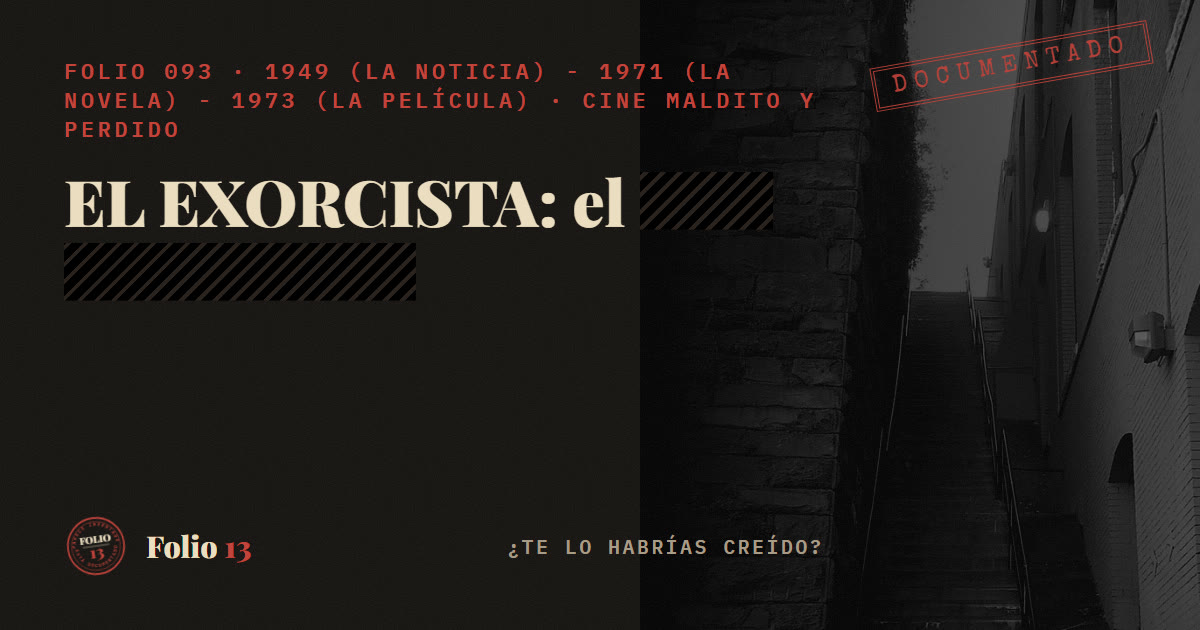 FOLIO 093 · 1949 (LA NOTICIA) - 1971 (LA
NOVELA) - 1973 (LA PELÍCULA) · CINE MALDITO Y
PERDIDO
DOCUMENTADO
EL EXORCISTA: el
FOLIO
13
Folio 13
¿TE LO HABRÍAS CREÍDO?